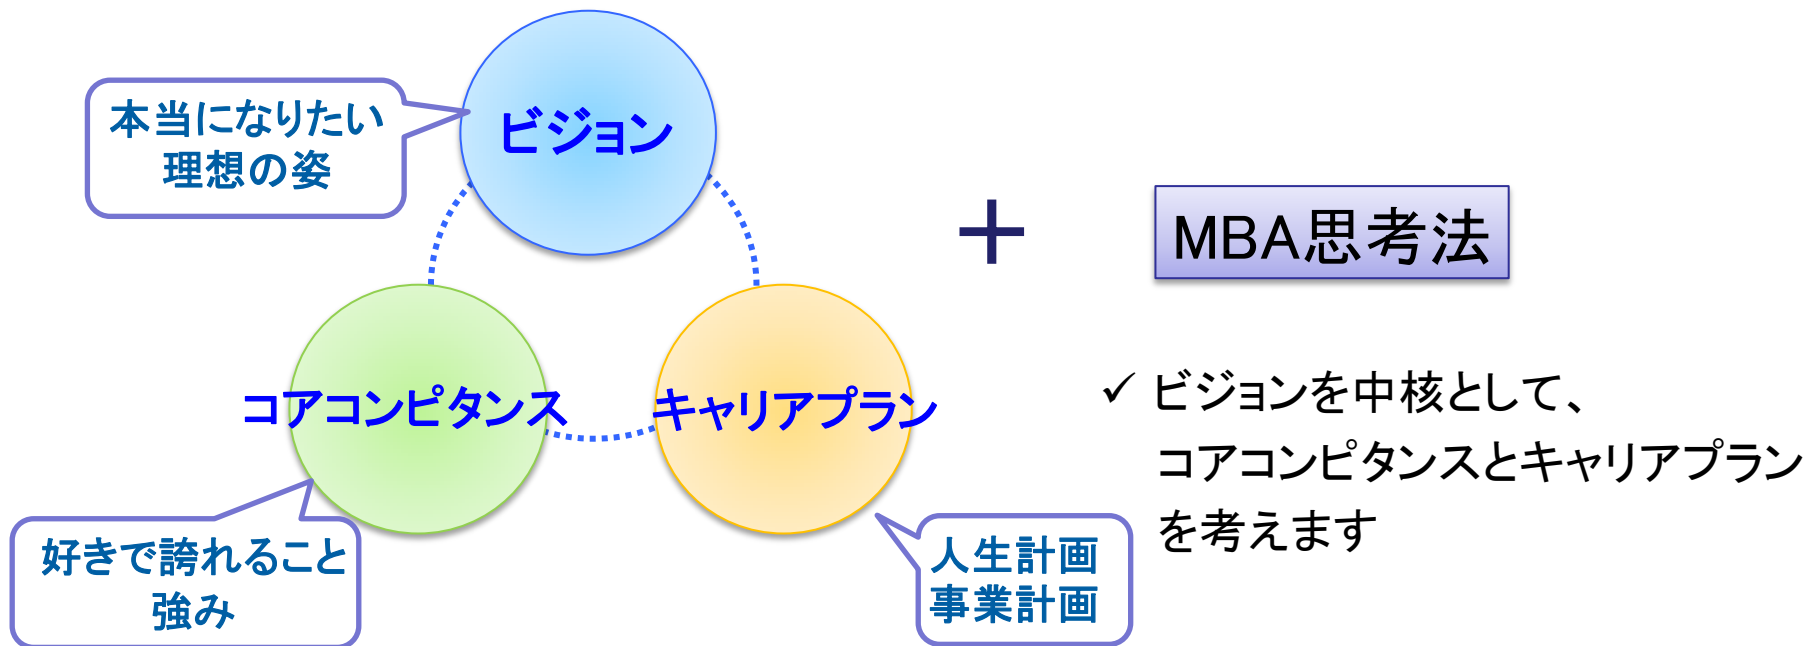 本当になりたい
理想の姿
ビジョン
コアコンピタンス
キャリアプラン
好きで誇れること
強み
人生計画
事業計画
+
MBA思考法
✓ ビジョンを中核として、
コアコンピタンスとキャリアプラン
を考えます